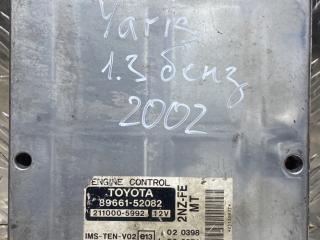 Yaris
1.3 бенз
2002
ENGINE CONTROL
TOYOTA
89661-52082
211000-5992 12V
2NZ-FE
MT
IMS-TEN-V02 e13
02 0398